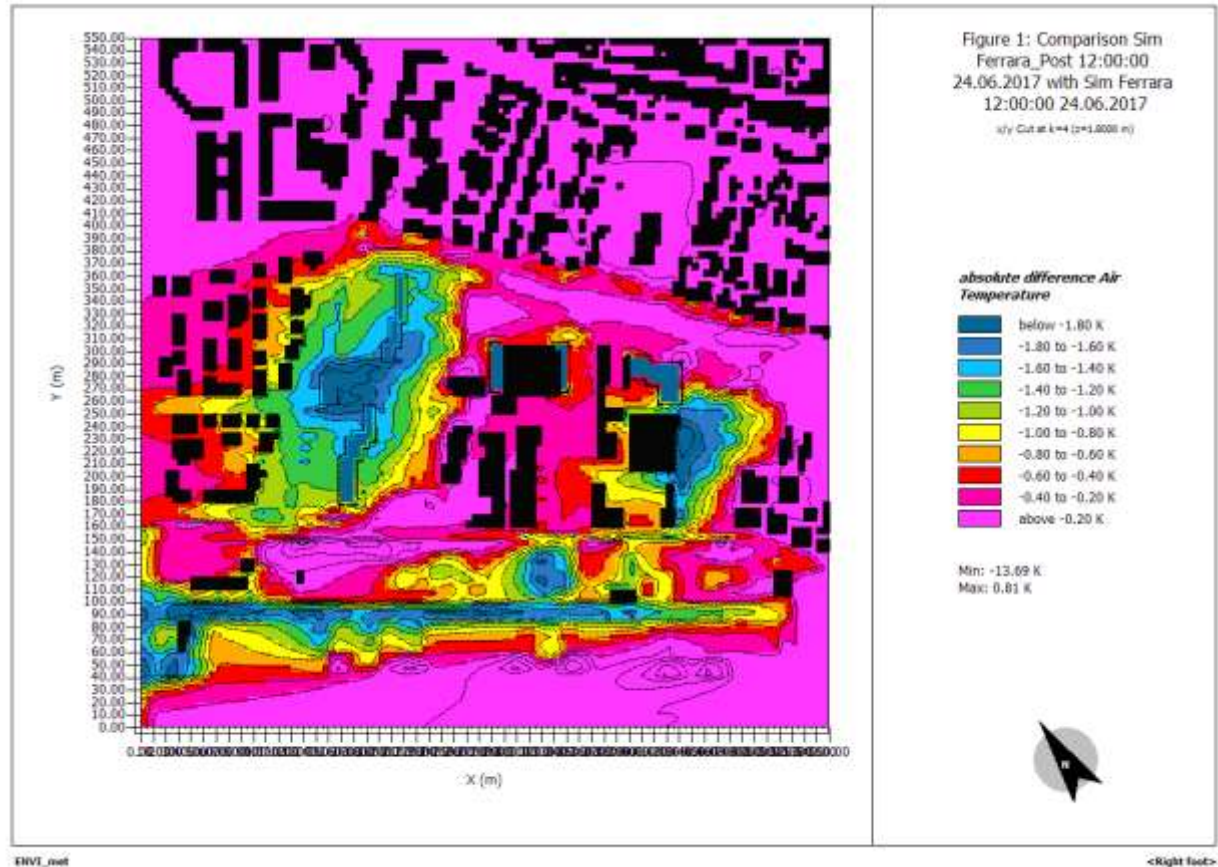 Figure 1: Comparison Sim
Ferrara_Post 12:00:00
24.06.2017 with Sim Ferrara
12:00:00 24.06.2017
x/y Cut at k=4 (z=1.8000 m)
absolute difference Air
Temperature
below -1.80 K
-1.80 to -1.60 K
-1.60 to -1.40 K
-1.40 to -1.20 K
-1.20 to -1.00 K
-1.00 to -0.80 K
-0.80 to -0.60 K
-0.60 to -0.40 K
-0.40 to -0.20 K
above -0.20 K
Min: -13.69 K
Max: 0.81 K
N
550.00
540.00
530.00
520.00
510.00
500.00
490.00
480.00
470.00
460.00
450.00
440.00
430.00
420.00
410.00
400.00
390.00
380.00
370.00
360.00
350.00
340.00
330.00
320.00
310.00
300.00
290.00
280.00
270.00
260.00
250.00
240.00
230.00
220.00
210.00
200.00
190.00
180.00
170.00
160.00
150.00
140.00
130.00
120.00
110.00
100.00
90.00
80.00
70.00
60.00
50.00
40.00
30.00
20.00
10.00
0.00
Y (m)
X (m)
ENVI_met
<Right foot>